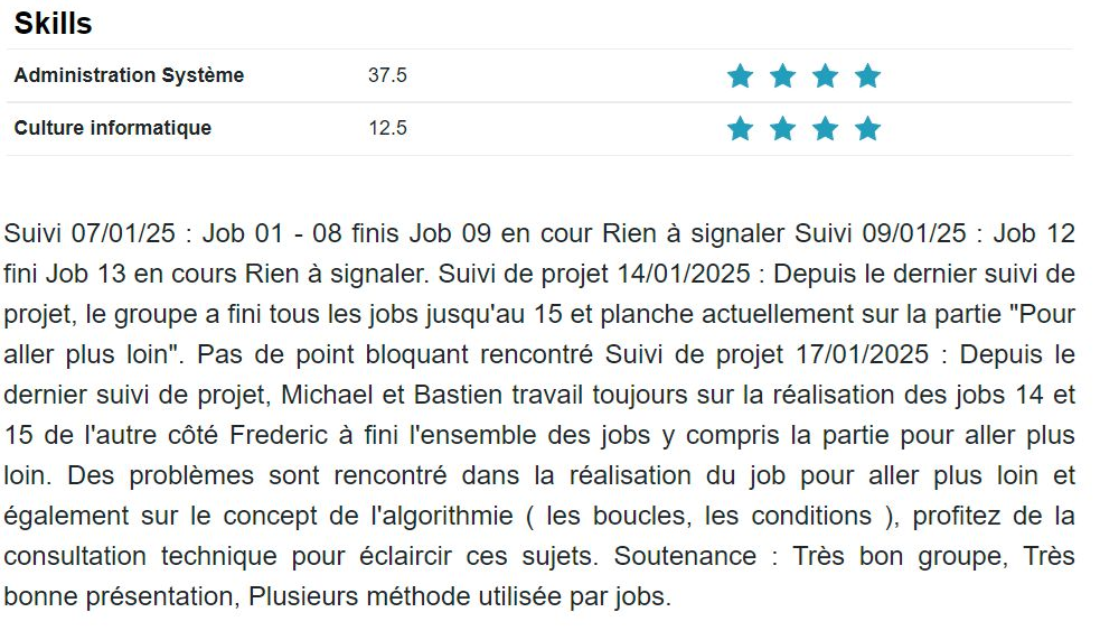 Skills
Administration Système 37.5
Culture informatique 12.5
Suivi 07/01/25 : Job 01 - 08 finis Job 09 en cour Rien à signaler Suivi 09/01/25 : Job 12
fini Job 13 en cours Rien à signaler. Suivi de projet 14/01/2025 : Depuis le dernier suivi de
projet, le groupe a fini tous les jobs jusqu'au 15 et planche actuellement sur la partie "Pour
aller plus loin". Pas de point bloquant rencontré Suivi de projet 17/01/2025 : Depuis le
dernier suivi de projet, Michael et Bastien travail toujours sur la réalisation des jobs 14 et
15 de l'autre côté Frederic à fini l'ensemble des jobs y compris la partie pour aller plus
loin. Des problèmes sont rencontré dans la réalisation du job pour aller plus loin et
également sur le concept de l'algorithmie ( les boucles, les conditions ), profitez de la
consultation technique pour éclaircir ces sujets. Soutenance : Très bon groupe, Très
bonne présentation, Plusieurs méthode utilisée par jobs.